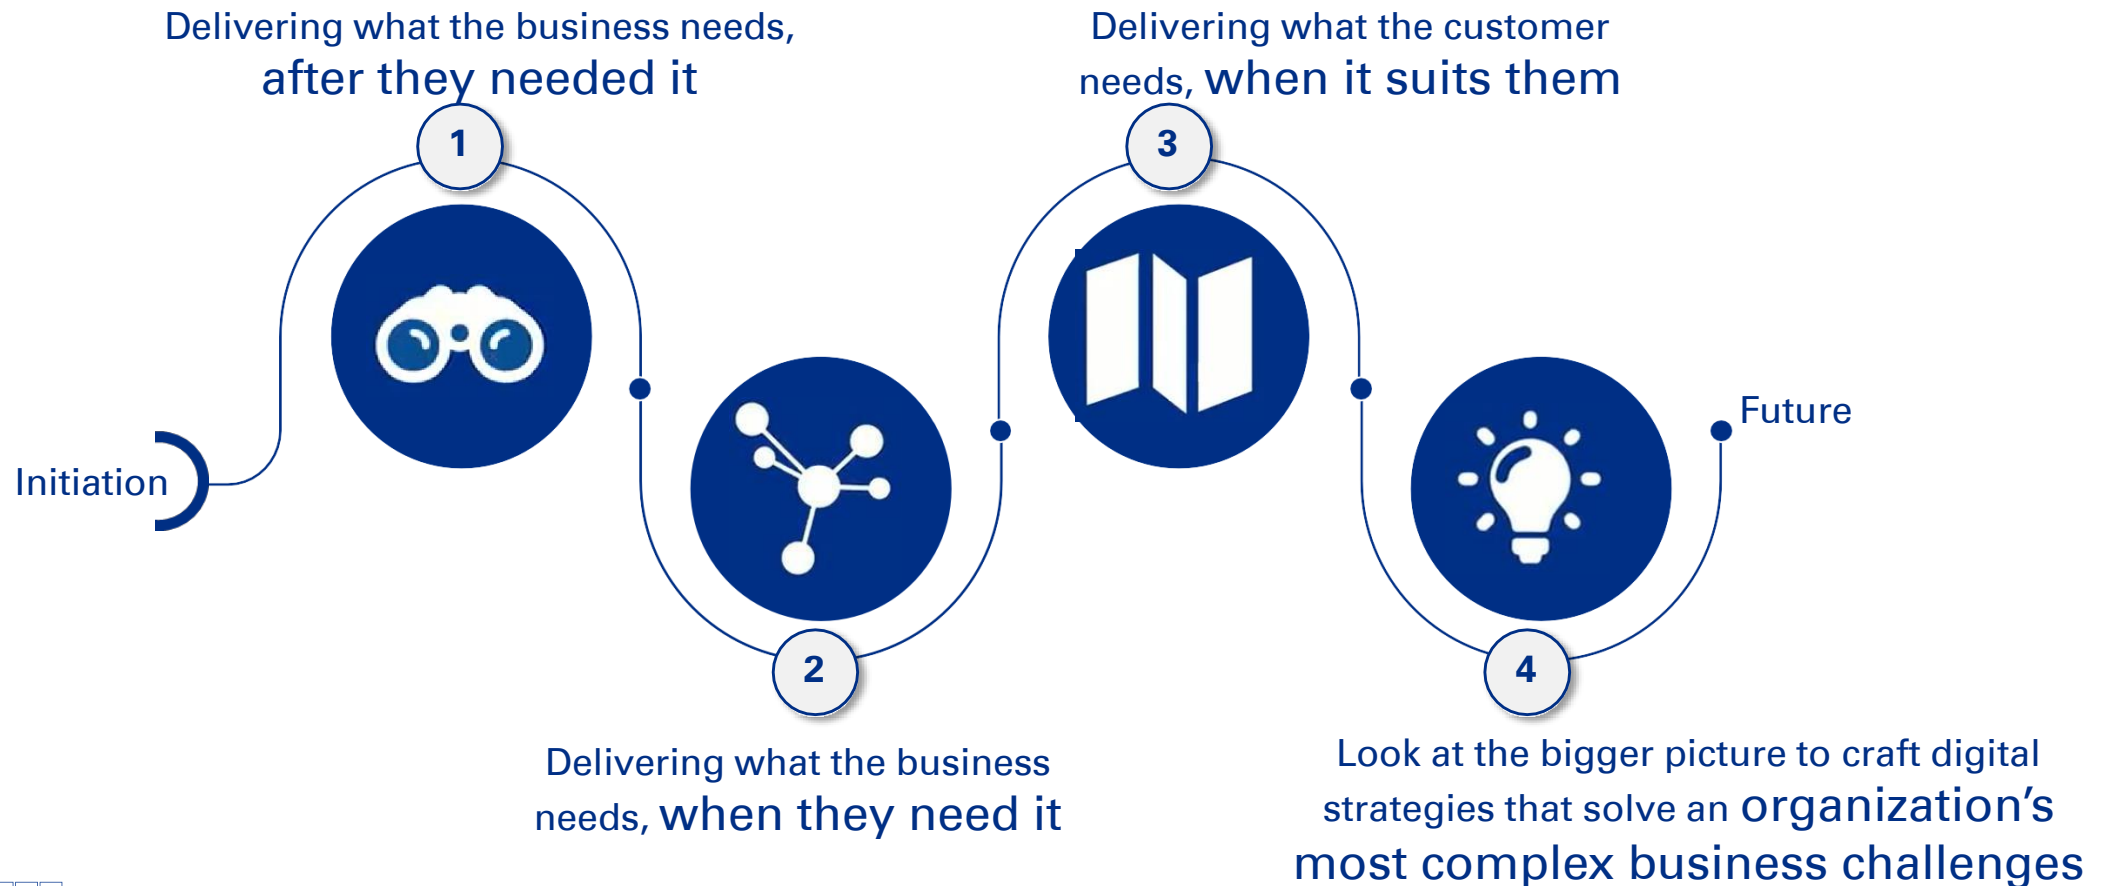 Delivering what the business needs,
after they needed it
1
Delivering what the customer
needs, when it suits them
3
Initiation
Future
2
Delivering what the business
needs, when they need it
4
Look at the bigger picture to craft digital
strategies that solve an organization's
most complex business challenges